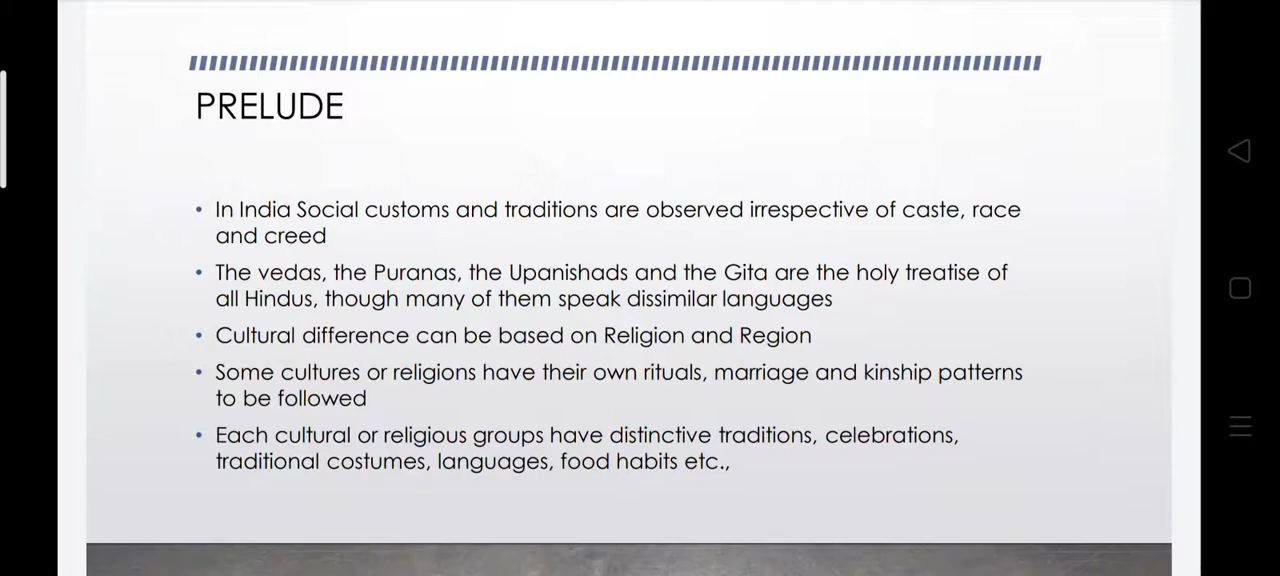 PRELUDE
• In India Social customs and traditions are observed irrespective of caste, race
and creed
• The vedas, the Puranas, the Upanishads and the Gita are the holy treatise of
all Hindus, though many of them speak dissimilar languages
• Cultural difference can be based on Religion and Region
• Some cultures or religions have their own rituals, marriage and kinship patterns
to be followed
• Each cultural or religious groups have distinctive traditions, celebrations,
traditional costumes, languages, food habits etc.,